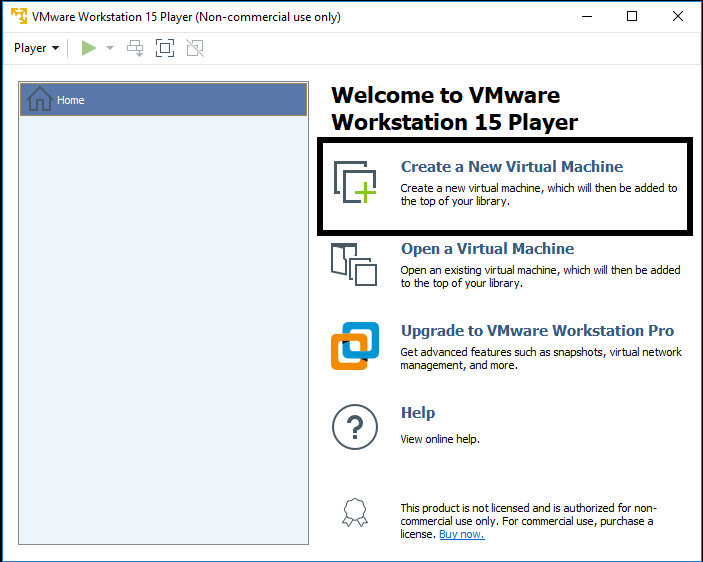 VMware Workstation 15 Player (Non-commercial use only)
Player
Home
Welcome to VMware
Workstation 15 Player
Create a New Virtual Machine
Create a new virtual machine, which will then be added to
the top of your library.
Open a Virtual Machine
Open an existing virtual machine, which will then be added
to the top of your library.
Upgrade to VMware Workstation Pro
Get advanced features such as snapshots, virtual network
management, and more.
Help
View online help.
This product is not licensed and is authorized for non-
commercial use only. For commercial use, purchase a
license. Buy now.